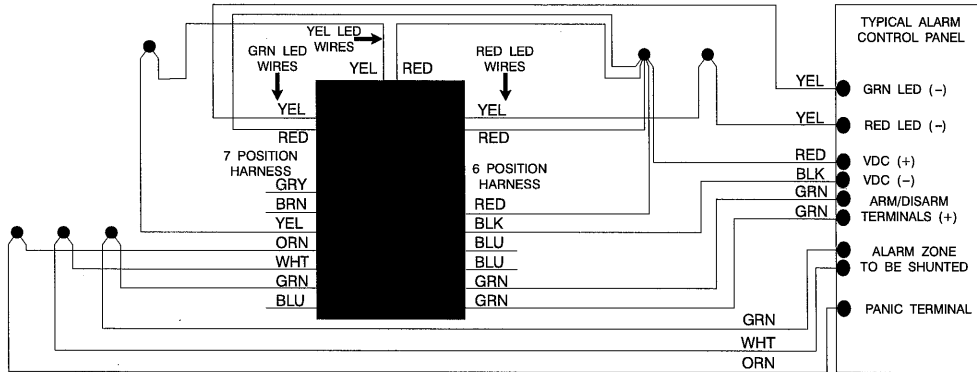 YEL LED
WIRES
GRN LED
WIRES
RED LED
WIRES
YEL
RED
YEL
RED
YEL
RED
7 POSITION
HARNESS
6 POSITION
HARNESS
GRY
BRN
YEL
ORN
WHT
GRN
BLU
RED
BLK
BLU
BLU
GRN
GRN
TYPICAL ALARM
CONTROL PANEL
YEL
GRN LED (-)
YEL
RED LED (-)
RED
VDC (+)
BLK
VDC (-)
GRN
ARM/DISARM
GRN
TERMINALS (+)
ALARM ZONE
TO BE SHUNTED
PANIC TERMINAL
GRN
WHT
ORN